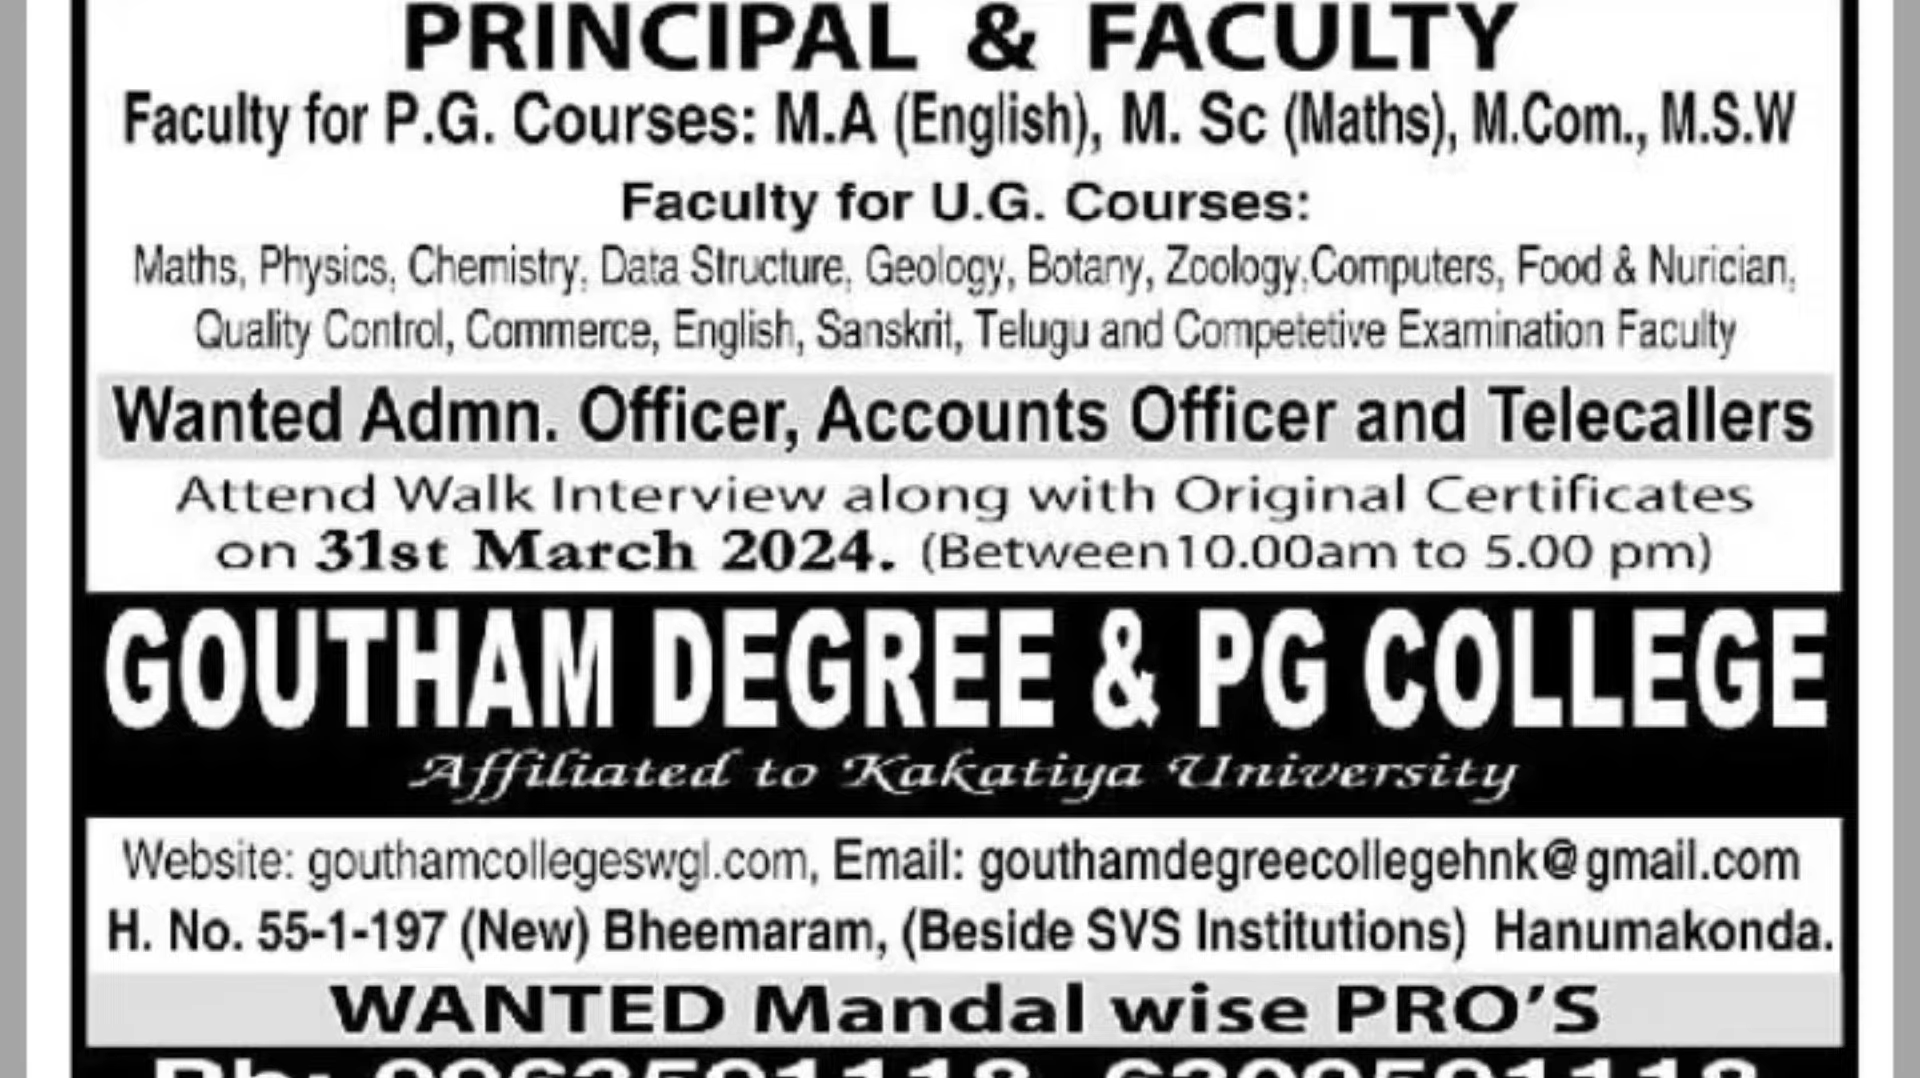 PRINCIPAL & FACULTY
Faculty for P.G. Courses: M.A (English), M. Sc (Maths), M.Com., M.S.W
Faculty for U.G. Courses:
Maths, Physics, Chemistry, Data Structure, Geology, Botany, Zoology,Computers, Food & Nurician,
Quality Control, Commerce, English, Sanskrit, Telugu and Competetive Examination Faculty
Wanted Admn. Officer, Accounts Officer and Telecallers
Attend Walk Interview along with Original Certificates
on 31st March 2024. (Between10.00am to 5.00 pm)
GOUTHAM DEGREE & PG COLLEGE
Affiliated to Kakatiya University
Website: gouthamcollegeswgl.com, Email: gouthamdegreecollegehnk@gmail.com
H. No. 55-1-197 (New) Bheemaram, (Beside SVS Institutions) Hanumakonda.
WANTED Mandal wise PRO'S
Ph: